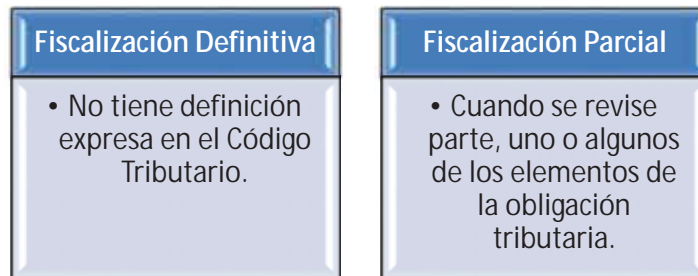 Fiscalización Definitiva
• No tiene definición
expresa en el Código
Tributario.
Fiscalización Parcial
• Cuando se revise
parte, uno o algunos
de los elementos de
la obligación
tributaria.